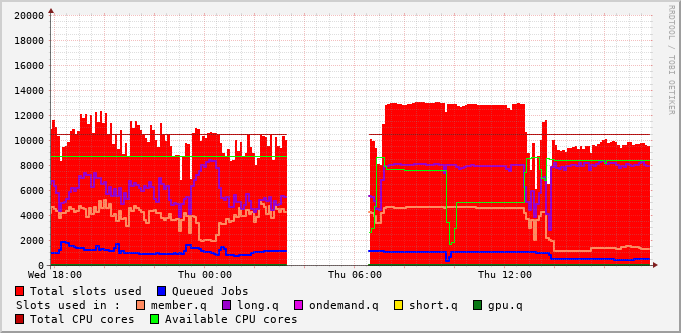 RRDTOOL / TOBI OETIKER
20000
18000
16000
14000
12000
10000
8000
6000
4000
2000
0
Wed 18:00 Thu 00:00 Thu 06:00 Thu 12:00
Total slots used Queued Jobs
Slots used in : member.q long.q ondemand.q short.q gpu.q
Total CPU cores Available CPU cores